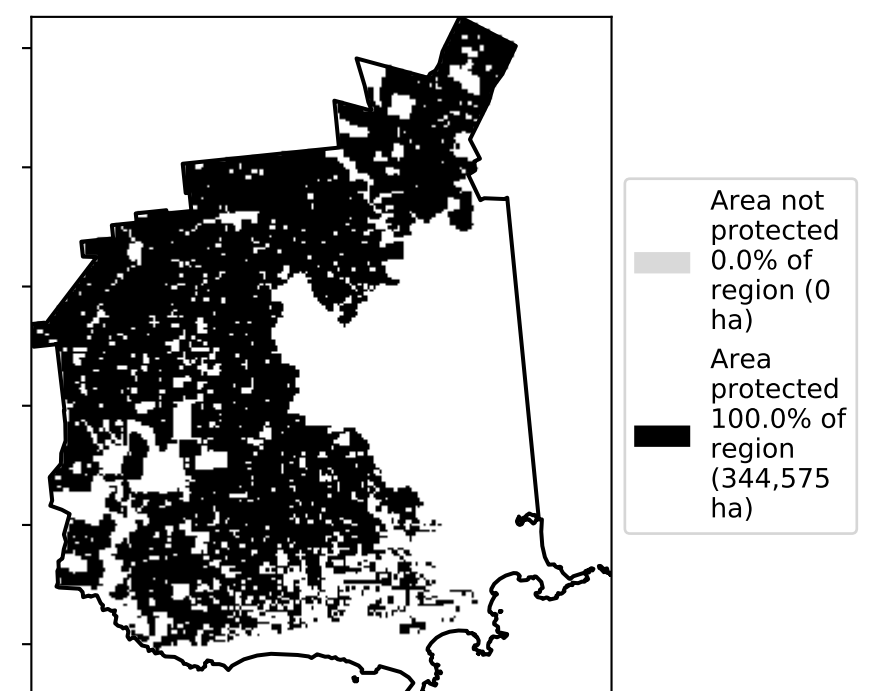 Area not
protected
0.0% of
region (0
ha)
Area
protected
100.0% of
region
(344,575
ha)